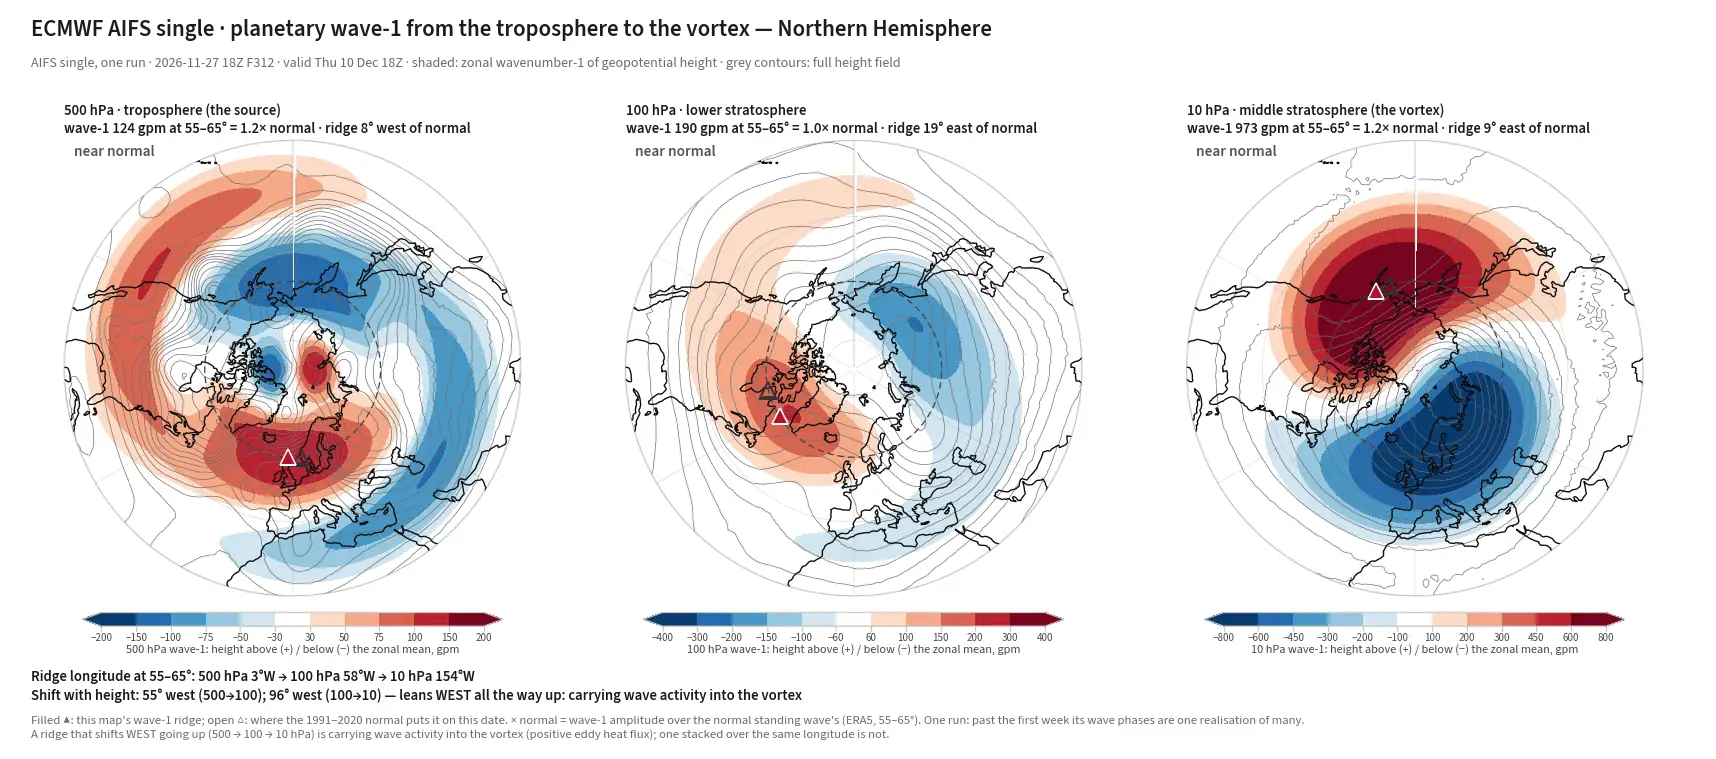 ECMWF AIFS single · planetary wave-1 from the troposphere to the vortex — Northern Hemisphere
AIFS single, one run · 2026-11-27 18Z F312 · valid Thu 10 Dec 18Z · shaded: zonal wavenumber-1 of geopotential height · grey contours: full height field
500 hPa · troposphere (the source)
wave-1 124 gpm at 55–65° = 1.2× normal · ridge 8° west of normal
near normal
100 hPa · lower stratosphere
wave-1 190 gpm at 55–65° = 1.0× normal · ridge 19° east of normal
near normal
10 hPa · middle stratosphere (the vortex)
wave-1 973 gpm at 55–65° = 1.2× normal · ridge 9° east of normal
near normal
−200 −150 −100 −75 −50 −30 30 50 75 100 150 200
500 hPa wave-1: height above (+) / below (−) the zonal mean, gpm
−400 −300 −200 −150 −100 −60 60 100 150 200 300 400
100 hPa wave-1: height above (+) / below (−) the zonal mean, gpm
−800 −600 −450 −300 −200 −100 100 200 300 450 600 800
10 hPa wave-1: height above (+) / below (−) the zonal mean, gpm
Ridge longitude at 55–65°: 500 hPa 3°W → 100 hPa 58°W → 10 hPa 154°W
Shift with height: 55° west (500→100); 96° west (100→10) — leans WEST all the way up: carrying wave activity into the vortex
Filled ▲: this map's wave-1 ridge; open △: where the 1991–2020 normal puts it on this date. × normal = wave-1 amplitude over the normal standing wave's (ERA5, 55–65°). One run: past the first week its wave phases are one realisation of many.
A ridge that shifts WEST going up (500 → 100 → 10 hPa) is carrying wave activity into the vortex (positive eddy heat flux); one stacked over the same longitude is not.